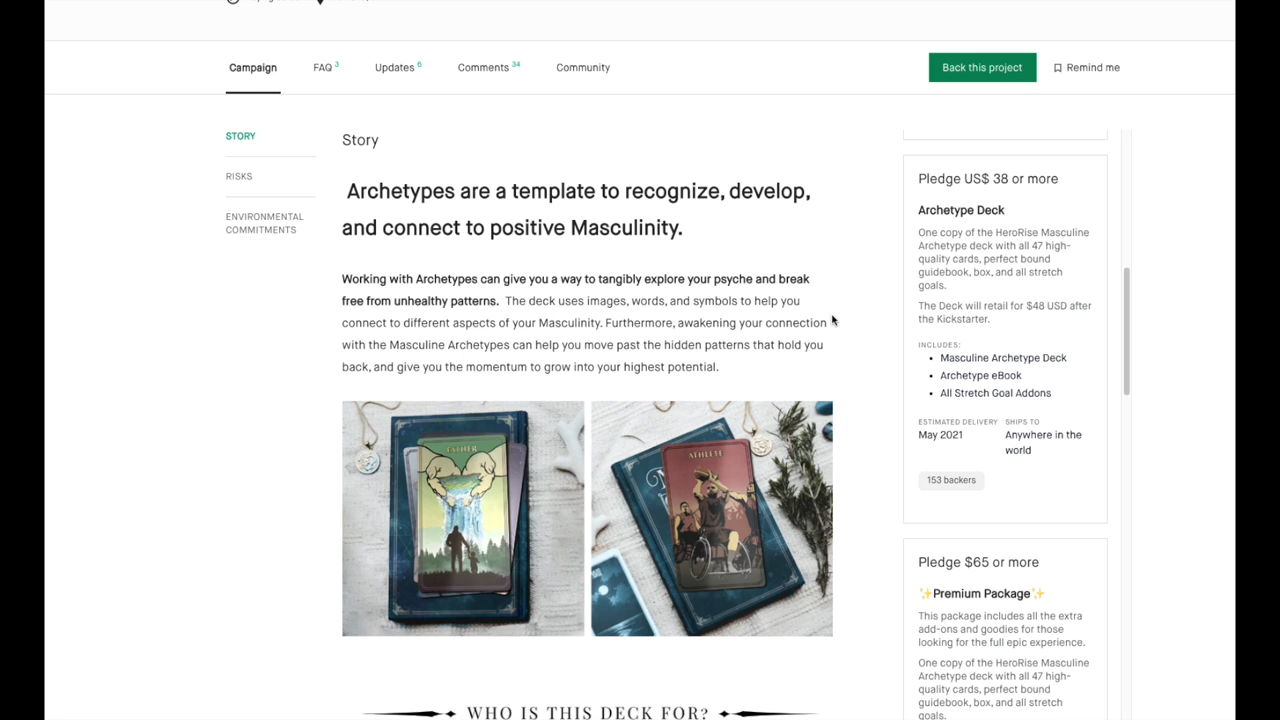 Campaign
FAQ 3
Updates 6
Comments 34
Community
Back this project
Remind me
STORY
RISKS
ENVIRONMENTAL
COMMITMENTS
Story
Archetypes are a template to recognize, develop,
and connect to positive Masculinity.
Working with Archetypes can give you a way to tangibly explore your psyche and break
free from unhealthy patterns. The deck uses images, words, and symbols to help you
connect to different aspects of your Masculinity. Furthermore, awakening your connection
with the Masculine Archetypes can help you move past the hidden patterns that hold you
back, and give you the momentum to grow into your highest potential.
FATHER
ATHLETE
WHO IS THIS DECK FOR?
Pledge US$ 38 or more
Archetype Deck
One copy of the HeroRise Masculine
Archetype deck with all 47 high-
quality cards, perfect bound
guidebook, box, and all stretch
goals.
The Deck will retail for $48 USD after
the Kickstarter.
INCLUDES:
• Masculine Archetype Deck
• Archetype eBook
• All Stretch Goal Addons
ESTIMATED DELIVERY
May 2021
SHIPS TO
Anywhere in the
world
153 backers
Pledge $65 or more
✨Premium Package✨
This package includes all the extra
add-ons and goodies for those
looking for the full epic experience.
One copy of the HeroRise Masculine
Archetype deck with all 47 high-
quality cards, perfect bound
guidebook, box, and all stretch
goals.